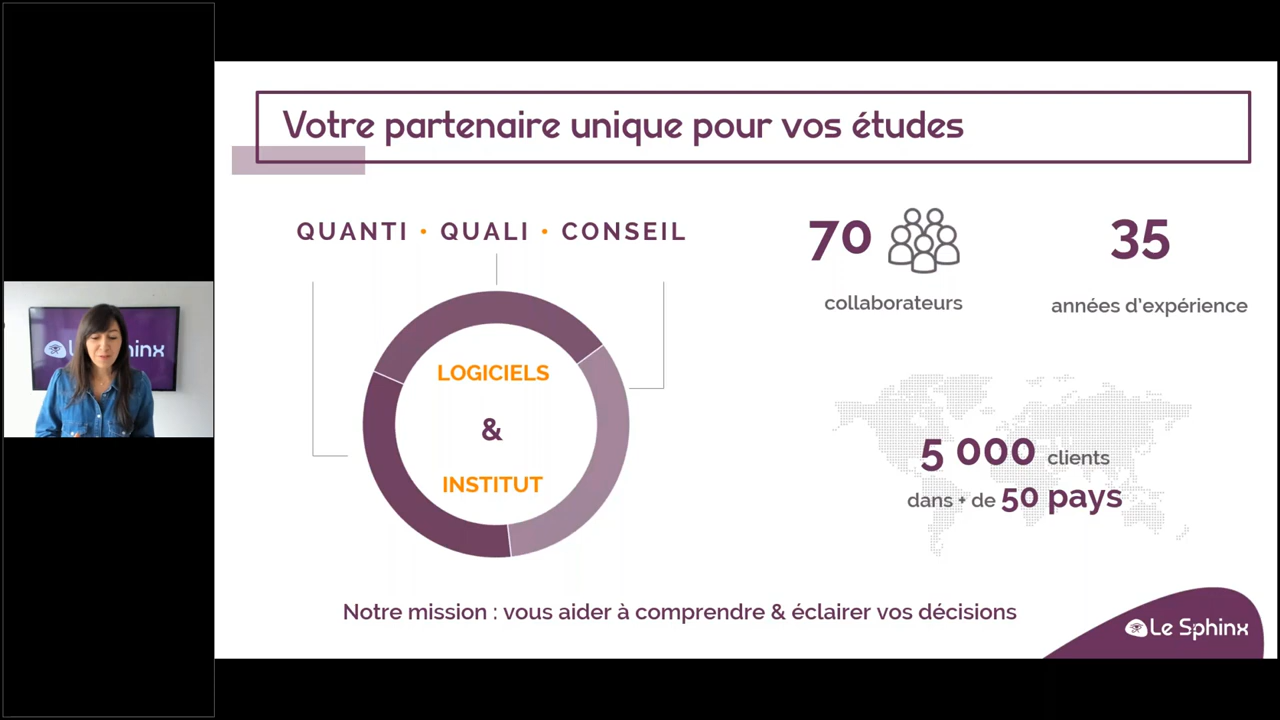 Votre partenaire unique pour vos études
QUANTI • QUALI • CONSEIL
LOGICIELS
&
INSTITUT
70
collaborateurs
35
années d'expérience
5 000 clients
dans + de 50 pays
Notre mission : vous aider à comprendre & éclairer vos décisions
Le Sphinx